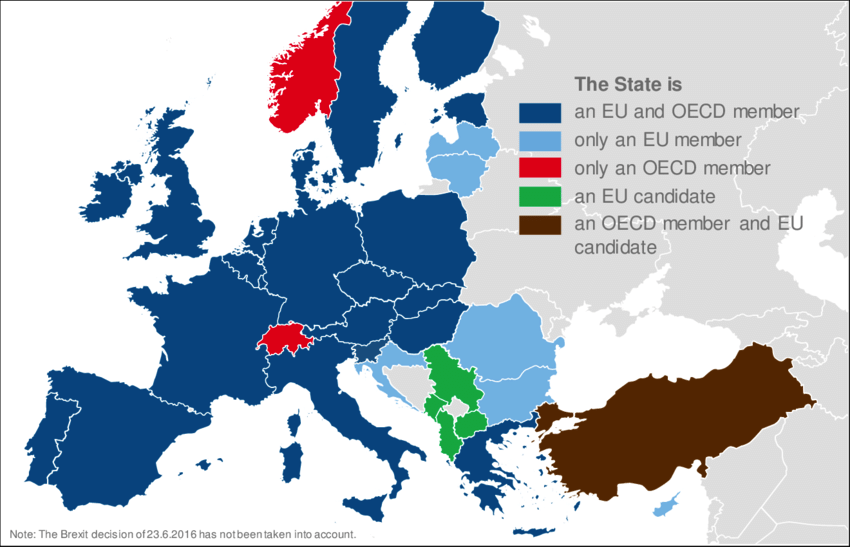 The State is
an EU and OECD member
only an EU member
only an OECD member
an EU candidate
an OECD member and EU
candidate
Note: The Brexit decision of 23.6.2016 has not been taken into account.